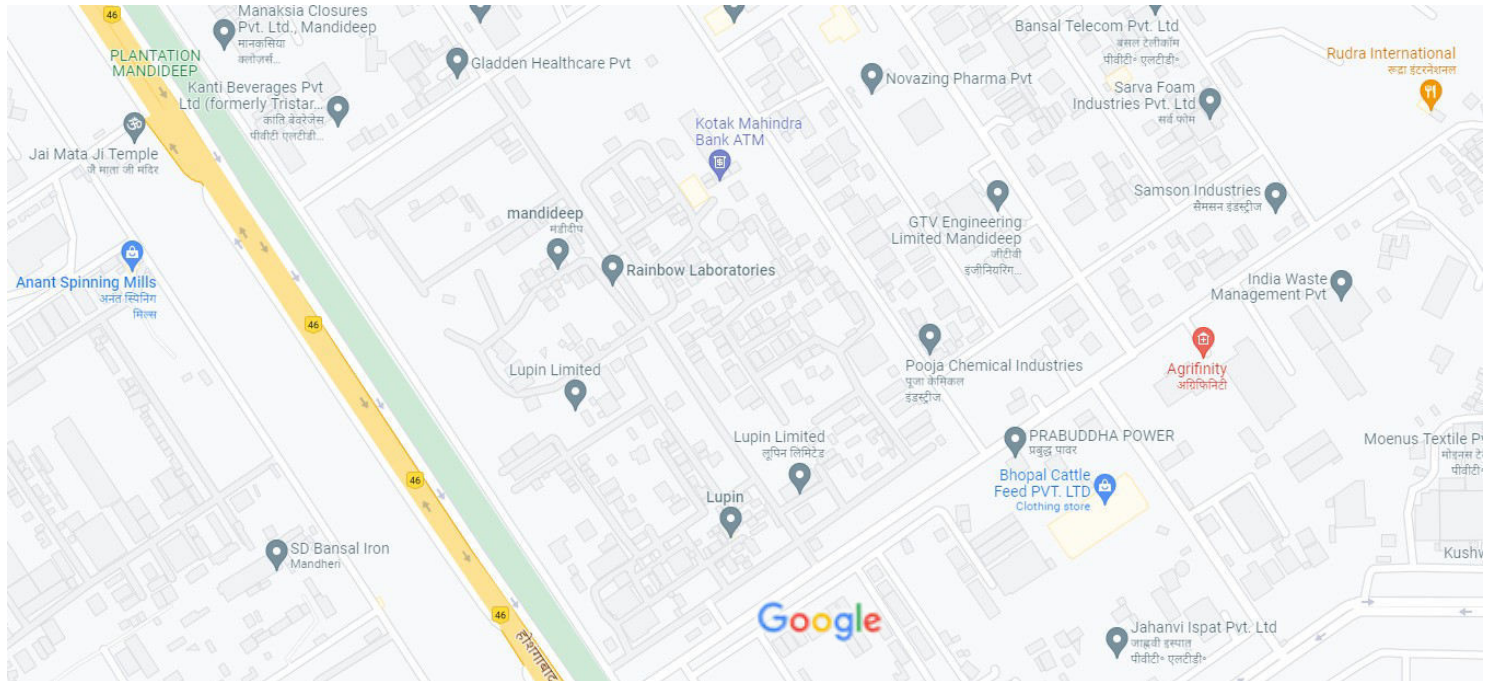 46
Manaksia Closures
Pvt. Ltd., Mandideep
मानकसिया
क्लोजर्स...
PLANTATION
MANDIDEEP
Gladden Healthcare Pvt
Kanti Beverages Pvt
Ltd (formerly Tristar...
कांति बेवरेजेस
पीवीटी एलटीडी...
Jai Mata Ji Temple
जै माता जी मंदिर
Bansal Telecom Pvt. Ltd
बंसल टेलीकॉम
पीवीटी॰ एलटीडी॰
Rudra International
रूद्रा इंटरनेशनल
Novazing Pharma Pvt
Sarva Foam
Industries Pvt. Ltd
सर्व फोम
Kotak Mahindra
Bank ATM
Samson Industries
सैमसन इंडस्ट्रीज
mandideep
मंडीदीप
GTV Engineering
Limited Mandideep
जीटीवी
इंजीनियरिंग...
Rainbow Laboratories
Anant Spinning Mills
अनंत स्पिनिंग
मिल्स
India Waste
Management Pvt
46
Lupin Limited
Pooja Chemical Industries
पूजा केमिकल
इंडस्ट्रीज
Agrifinity
अग्रिफिनिटी
Lupin Limited
लूपिन लिमिटेड
PRABUDDHA POWER
प्रबुद्ध पावर
Moenus Textile P
मोइनस टे
पीवीटी॰
46
Bhopal Cattle
Feed PVT. LTD
Clothing store
Lupin
SD Bansal Iron
Mandheri
Kushw
46
Google
होशंगाबाद
Jahanvi Ispat Pvt. Ltd
जाह्नवी इस्पात
पीवीटी॰ एलटीडी॰